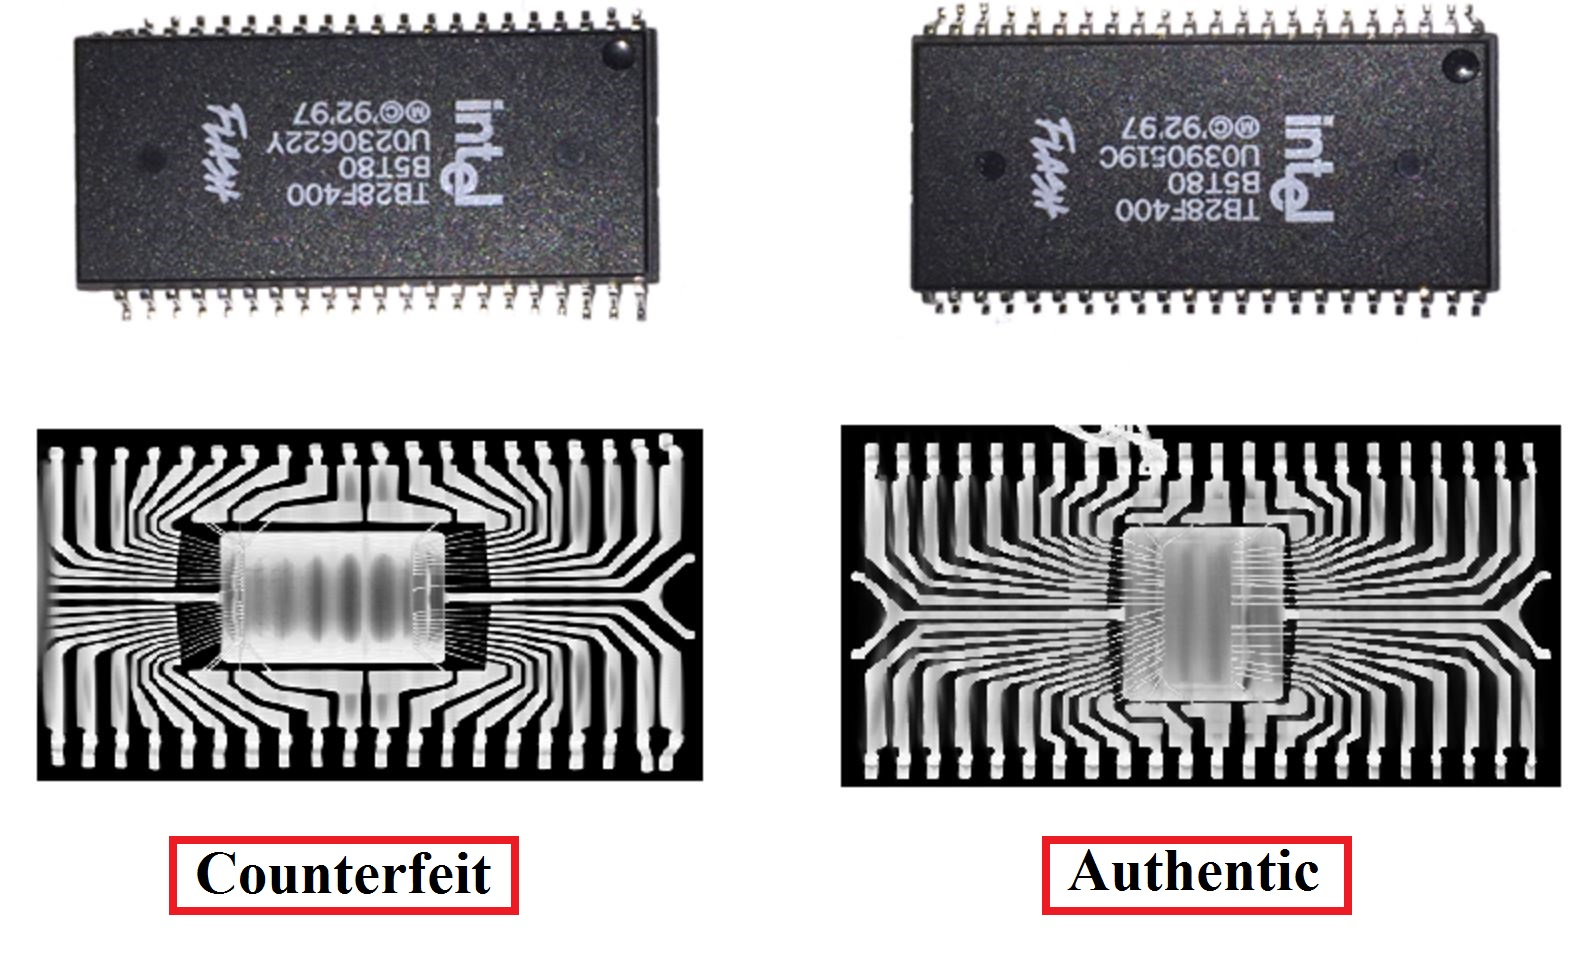 intel
TB28F400
B5T80
U0230622Y
Ⓜ©'92'97
FLASH
intel
TB28F400
B5T80
U0390519C
Ⓜ©'92'97
FLASH
Counterfeit
Authentic